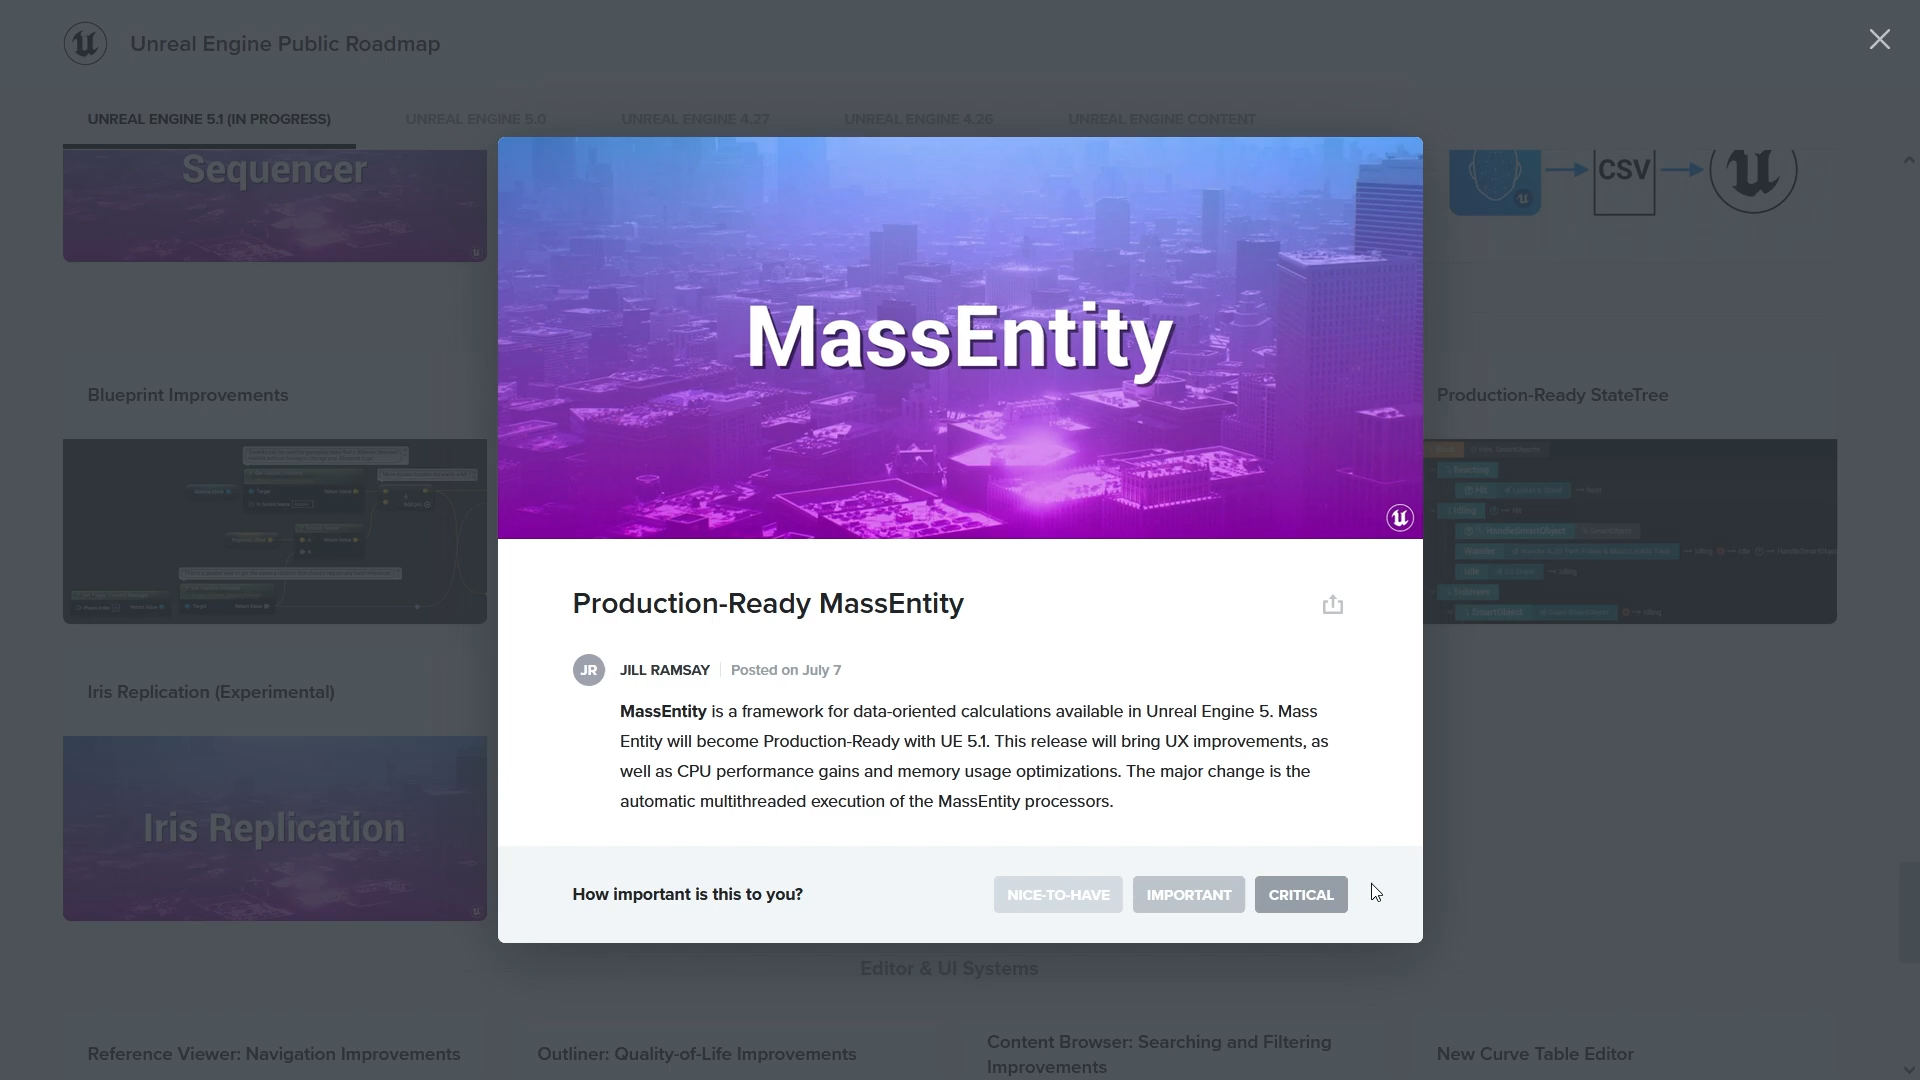 Unreal Engine Public Roadmap
UNREAL ENGINE 5.1 (IN PROGRESS)
UNREAL ENGINE 5.0
UNREAL ENGINE 4.27
UNREAL ENGINE 4.26
UNREAL ENGINE CONTENT
Sequencer
CSV
MassEntity
Blueprint Improvements
Production-Ready StateTree
Production-Ready MassEntity
JR
JILL RAMSAY
Posted on July 7
MassEntity is a framework for data-oriented calculations available in Unreal Engine 5. Mass
Entity will become Production-Ready with UE 5.1. This release will bring UX improvements, as
well as CPU performance gains and memory usage optimizations. The major change is the
automatic multithreaded execution of the MassEntity processors.
Iris Replication (Experimental)
Iris Replication
How important is this to you?
NICE-TO-HAVE
IMPORTANT
CRITICAL
Editor & UI Systems
Reference Viewer: Navigation Improvements
Outliner: Quality-of-Life Improvements
Content Browser: Searching and Filtering
Improvements
New Curve Table Editor